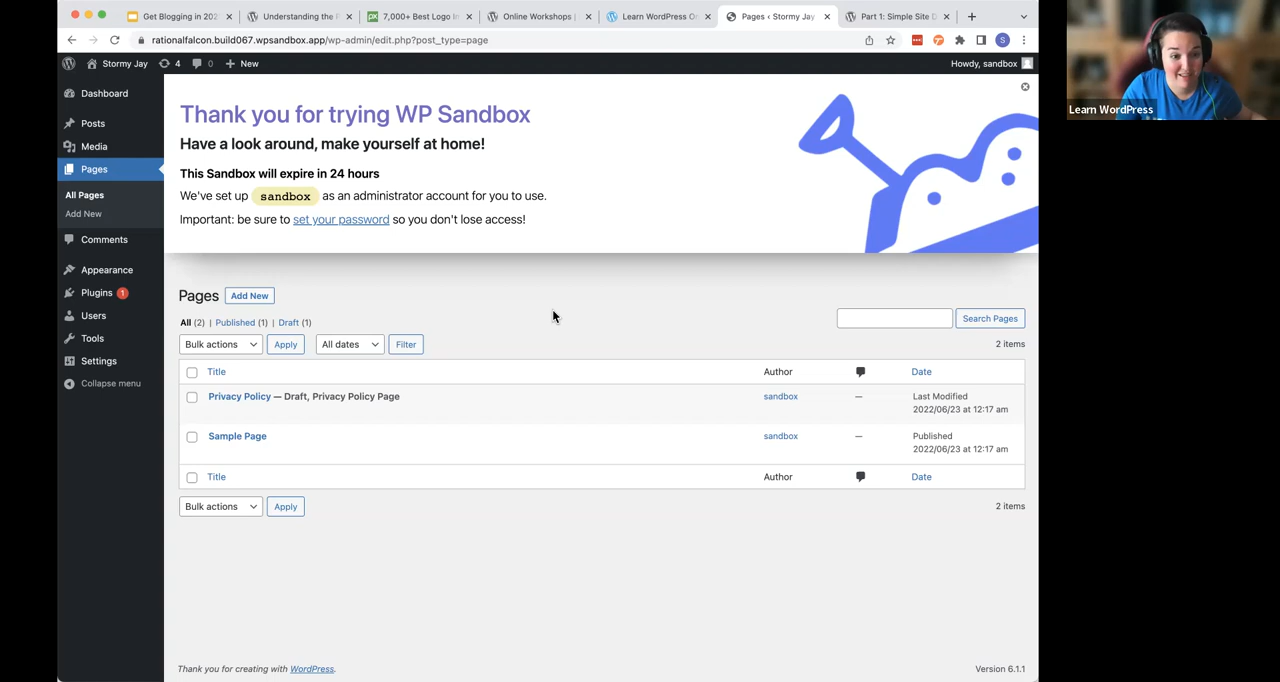 Get Blogging in 202
Understanding the F
7,000+ Best Logo In
Online Workshops |
Learn WordPress Or
Pages ‹ Stormy Jay
Part 1: Simple Site D
rationalfalcon.build067.wpsandbox.app/wp-admin/edit.php?post_type=page
S
Stormy Jay
4
0
New
Howdy, sandbox
Dashboard
Posts
Media
Pages
All Pages
Add New
Comments
Appearance
Plugins 1
Users
Tools
Settings
Collapse menu
Thank you for trying WP Sandbox
Have a look around, make yourself at home!
This Sandbox will expire in 24 hours
We've set up sandbox as an administrator account for you to use.
Important: be sure to set your password so you don't lose access!
Pages Add New
All (2) | Published (1) | Draft (1)
Search Pages
Bulk actions Apply All dates Filter 2 items
Title Author Date
Privacy Policy — Draft, Privacy Policy Page sandbox — Last Modified
2022/06/23 at 12:17 am
Sample Page sandbox — Published
2022/06/23 at 12:17 am
Title Author Date
Bulk actions Apply 2 items
Thank you for creating with WordPress.
Version 6.1.1
Learn WordPress